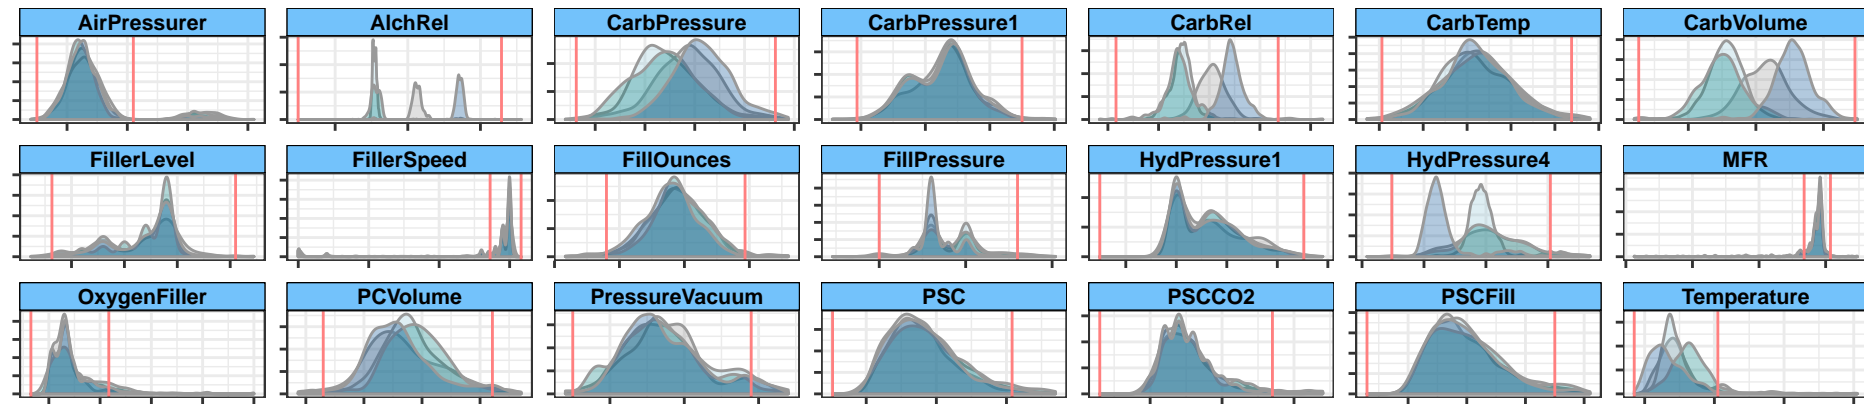 AirPressurer AlchRel CarbPressure CarbPressure1 CarbRel CarbTemp CarbVolume
FillerLevel FillerSpeed FillOunces FillPressure HydPressure1 HydPressure4 MFR
OxygenFiller PCVolume PressureVacuum PSC PSCCO2 PSCFill Temperature